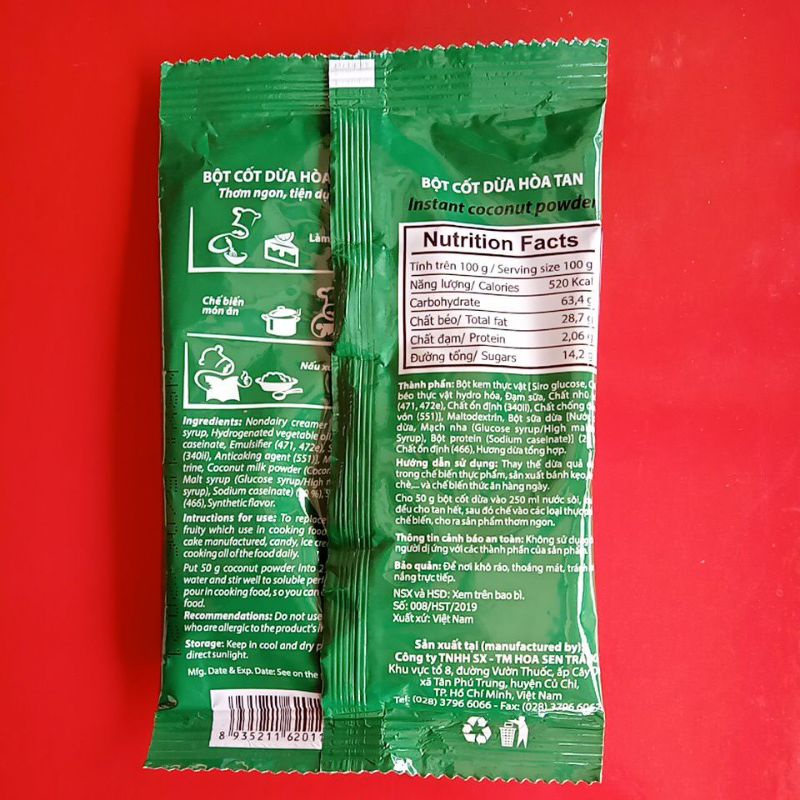 BỘT CỐT DỪA HÒA
Thơm ngon, tiện dụ
Làm
Chế biến
món ăn
Nấu xô
Ingredients: Nondairy creamer
syrup, Hydrogenated vegetable oil,
caseinate, Emulsifier (471, 472e),
(340ii), Anticaking agent (551)],
trine, Coconut milk powder (Cocon
Malt syrup (Glucose syrup/High m
syrup), Sodium caseinate)
(466), Synthetic flavor.
Intructions for use: To replace
fruity which use in cooking food
cake manufactured, candy, Ice cre
cooking all of the food daily.
Put 50 g coconut powder Into 2
water and stir well to soluble perf
pour in cooking food, so you can
food.
Recommendations: Do not use
who are allergic to the product's
Storage: Keep in cool and dry p
direct sunlight.
Mfg. Date & Exp. Date: See on the
8 935211 62011
BỘT CỐT DỪA HÒA TAN
Instant coconut powder
Nutrition Facts
Tính trên 100 g / Serving size 100 g
Năng lượng/ Calories 520 Kcal
Carbohydrate 63,4 g
Chất béo/ Total fat 28,7 g
Chất đạm/ Protein 2,06
Đường tổng/ Sugars 14,2
Thành phần: Bột kem thực vật [Siro glucose, C
béo thực vật hydro hóa, Đạm sữa, Chất nhũ
(471, 472e), Chất ổn định (340ii), Chất chống đ
vón (551)], Maltodextrin, Bột sữa dừa [Nước
dừa, Mạch nha (Glucose syrup/High mal
Syrup), Bột protein (Sodium caseinate)] (2
Chất ổn định (466), Hương dừa tổng hợp.
Hướng dẫn sử dụng: Thay thế dừa quả
trong chế biến thực phẩm, sản xuất bánh kẹo,
chè,... và chế biến thức ăn hàng ngày.
Cho 50 g bột cốt dừa vào 250 ml nước sôi,
đều cho tan hết, sau đó chế vào các loại thực
chế biến, cho ra sản phẩm thơm ngon.
Thông tin cảnh báo an toàn: Không sử dụng
người dị ứng với các thành phần của sản phẩm.
Bảo quản: Để nơi khô ráo, thoáng mát, tránh
nắng trực tiếp.
NSX và HSD: Xem trên bao bì.
Số: 008/HST/2019
Xuất xứ: Việt Nam
Sản xuất tại (manufactured by):
Công ty TNHH SX - TM HOA SEN TRẮNG
Khu vực tổ 8, đường Vườn Thuốc, ấp Cây D
xã Tân Phú Trung, huyện Củ Chi,
TP. Hồ Chí Minh, Việt Nam
Tel: (028) 3796 6066 - Fax: (028) 3796 6067